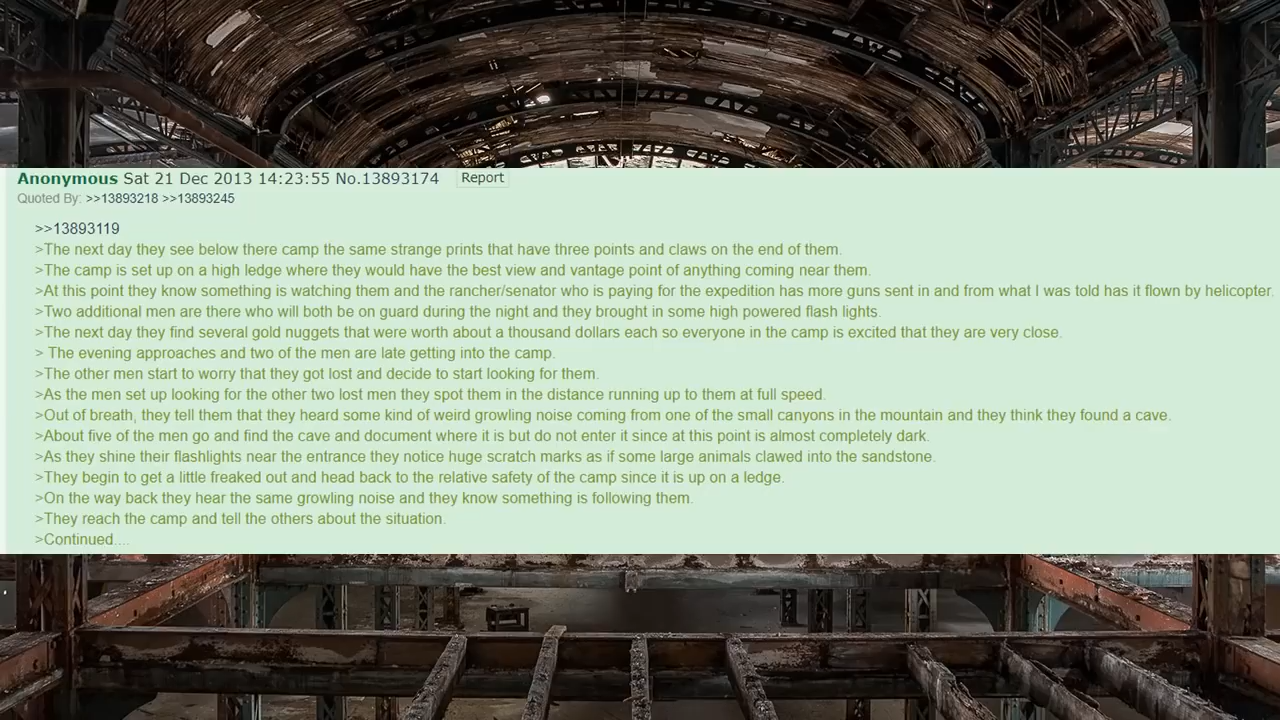 Anonymous Sat 21 Dec 2013 14:23:55 No.13893174 Report
Quoted By: >>13893218 >>13893245
>>13893119
>The next day they see below there camp the same strange prints that have three points and claws on the end of them.
>The camp is set up on a high ledge where they would have the best view and vantage point of anything coming near them.
>At this point they know something is watching them and the rancher/senator who is paying for the expedition has more guns sent in and from what I was told has it flown by helicopter.
>Two additional men are there who will both be on guard during the night and they brought in some high powered flash lights.
>The next day they find several gold nuggets that were worth about a thousand dollars each so everyone in the camp is excited that they are very close.
> The evening approaches and two of the men are late getting into the camp.
>The other men start to worry that they got lost and decide to start looking for them.
>As the men set up looking for the other two lost men they spot them in the distance running up to them at full speed.
>Out of breath, they tell them that they heard some kind of weird growling noise coming from one of the small canyons in the mountain and they think they found a cave.
>About five of the men go and find the cave and document where it is but do not enter it since at this point is almost completely dark.
>As they shine their flashlights near the entrance they notice huge scratch marks as if some large animals clawed into the sandstone.
>They begin to get a little freaked out and head back to the relative safety of the camp since it is up on a ledge.
>On the way back they hear the same growling noise and they know something is following them.
>They reach the camp and tell the others about the situation.
>Continued....